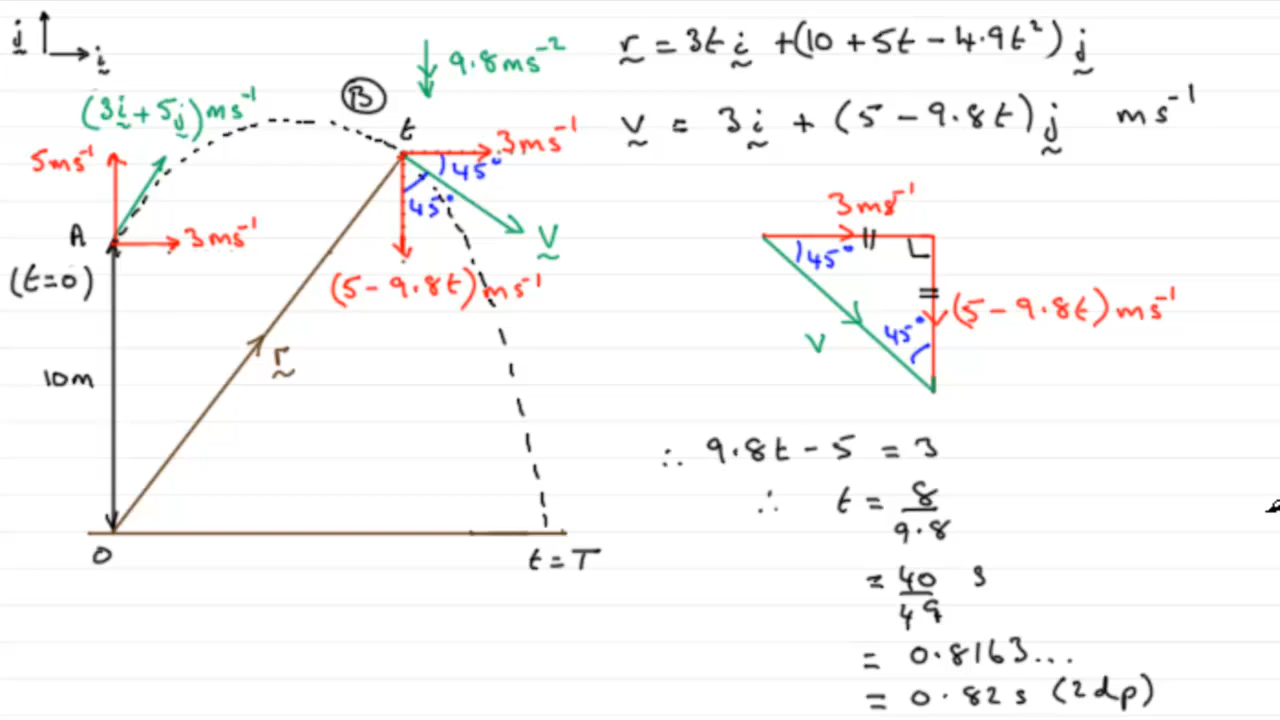 j
i
(3i + 5j)ms⁻¹
5ms⁻¹
A
3ms⁻¹
(t=0)
10m
O
B
t
9.8ms⁻²
3ms⁻¹
45°
45°
v
(5 - 9.8t)ms⁻¹
r
t = T
r = 3t i + (10 + 5t - 4.9t²) j
v = 3i + (5 - 9.8t) j ms⁻¹
3ms⁻¹
45°
(5 - 9.8t)ms⁻¹
45°
v
∴ 9.8t - 5 = 3
∴ t = 8/9.8
= 40/49 s
= 0.8163...
= 0.82s (2dp)